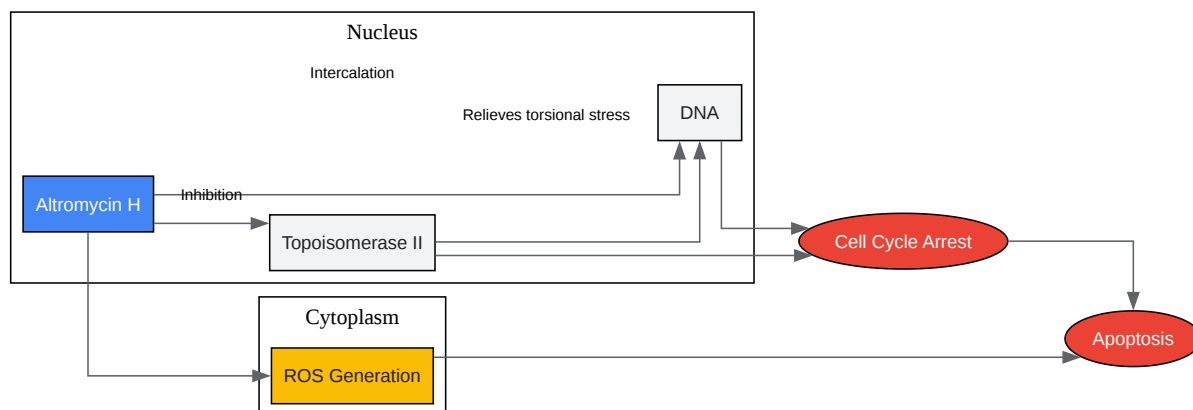 Nucleus
Intercalation
Relieves torsional stress
DNA
Altromycin H
Inhibition
Topoisomerase II
Cell Cycle Arrest
Cytoplasm
Apoptosis
ROS Generation